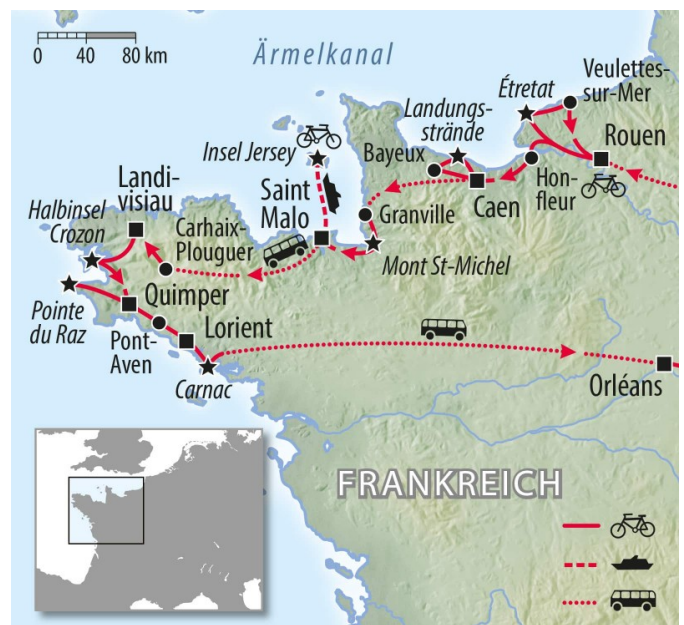 0 40 80 km
Ärmelkanal
Veulettes-
sur-Mer
Étretat
Landungs-
strände
Rouen
Insel Jersey
Bayeux
Hon-
fleur
Landi-
visiau
Saint
Malo
Caen
Granville
Halbinsel
Crozon
Carhaix-
Plouguer
Mont St-Michel
Pointe
du Raz
Quimper
Pont-
Aven
Lorient
Carnac
Orléans
FRANKREICH